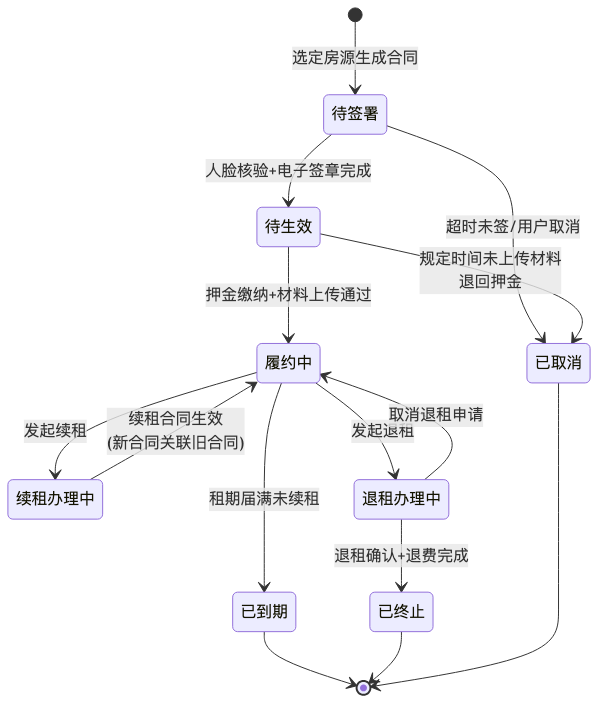 选定房源生成合同
待签署
人脸核验+电子签章完成
待生效
超时未签/用户取消
规定时间未上传材料
退回押金
押金缴纳+材料上传通过
履约中
已取消
取消退租申请
续租合同生效
(新合同关联旧合同)
发起续租
发起退租
续租办理中
租期届满未续租
退租办理中
退租确认+退费完成
已到期
已终止